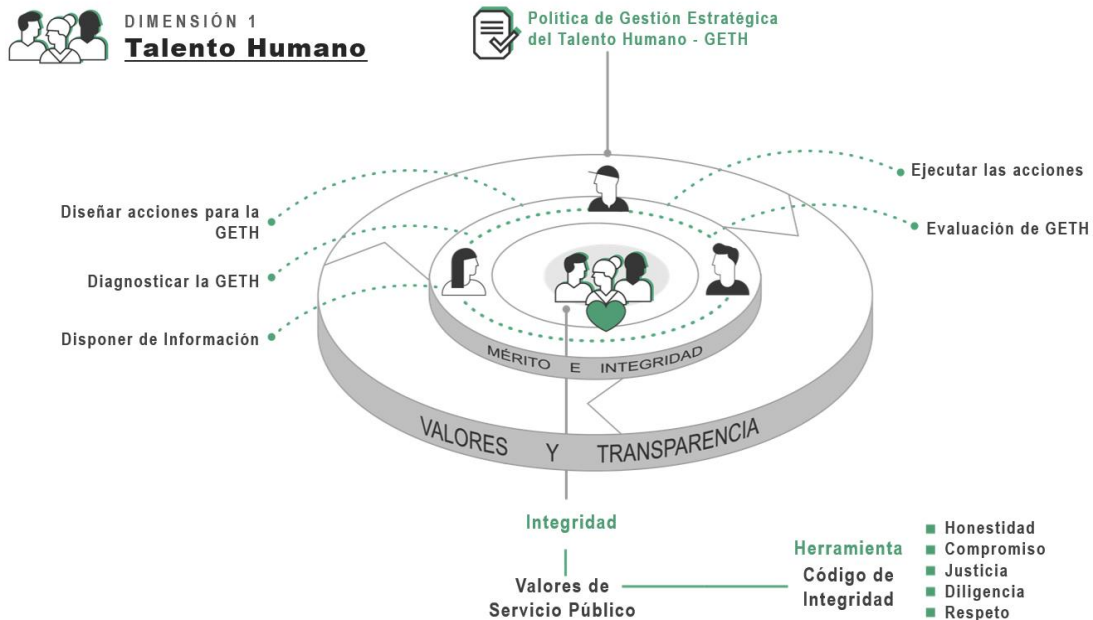 DIMENSIÓN 1
Talento Humano
Política de Gestión Estratégica
del Talento Humano - GETH
Diseñar acciones para la
GETH
Diagnosticar la GETH
Disponer de Información
Ejecutar las acciones
Evaluación de GETH
MÉRITO E INTEGRIDAD
VALORES Y TRANSPARENCIA
Integridad
Valores de
Servicio Público
Herramienta
Código de
Integridad
Honestidad
Compromiso
Justicia
Diligencia
Respeto